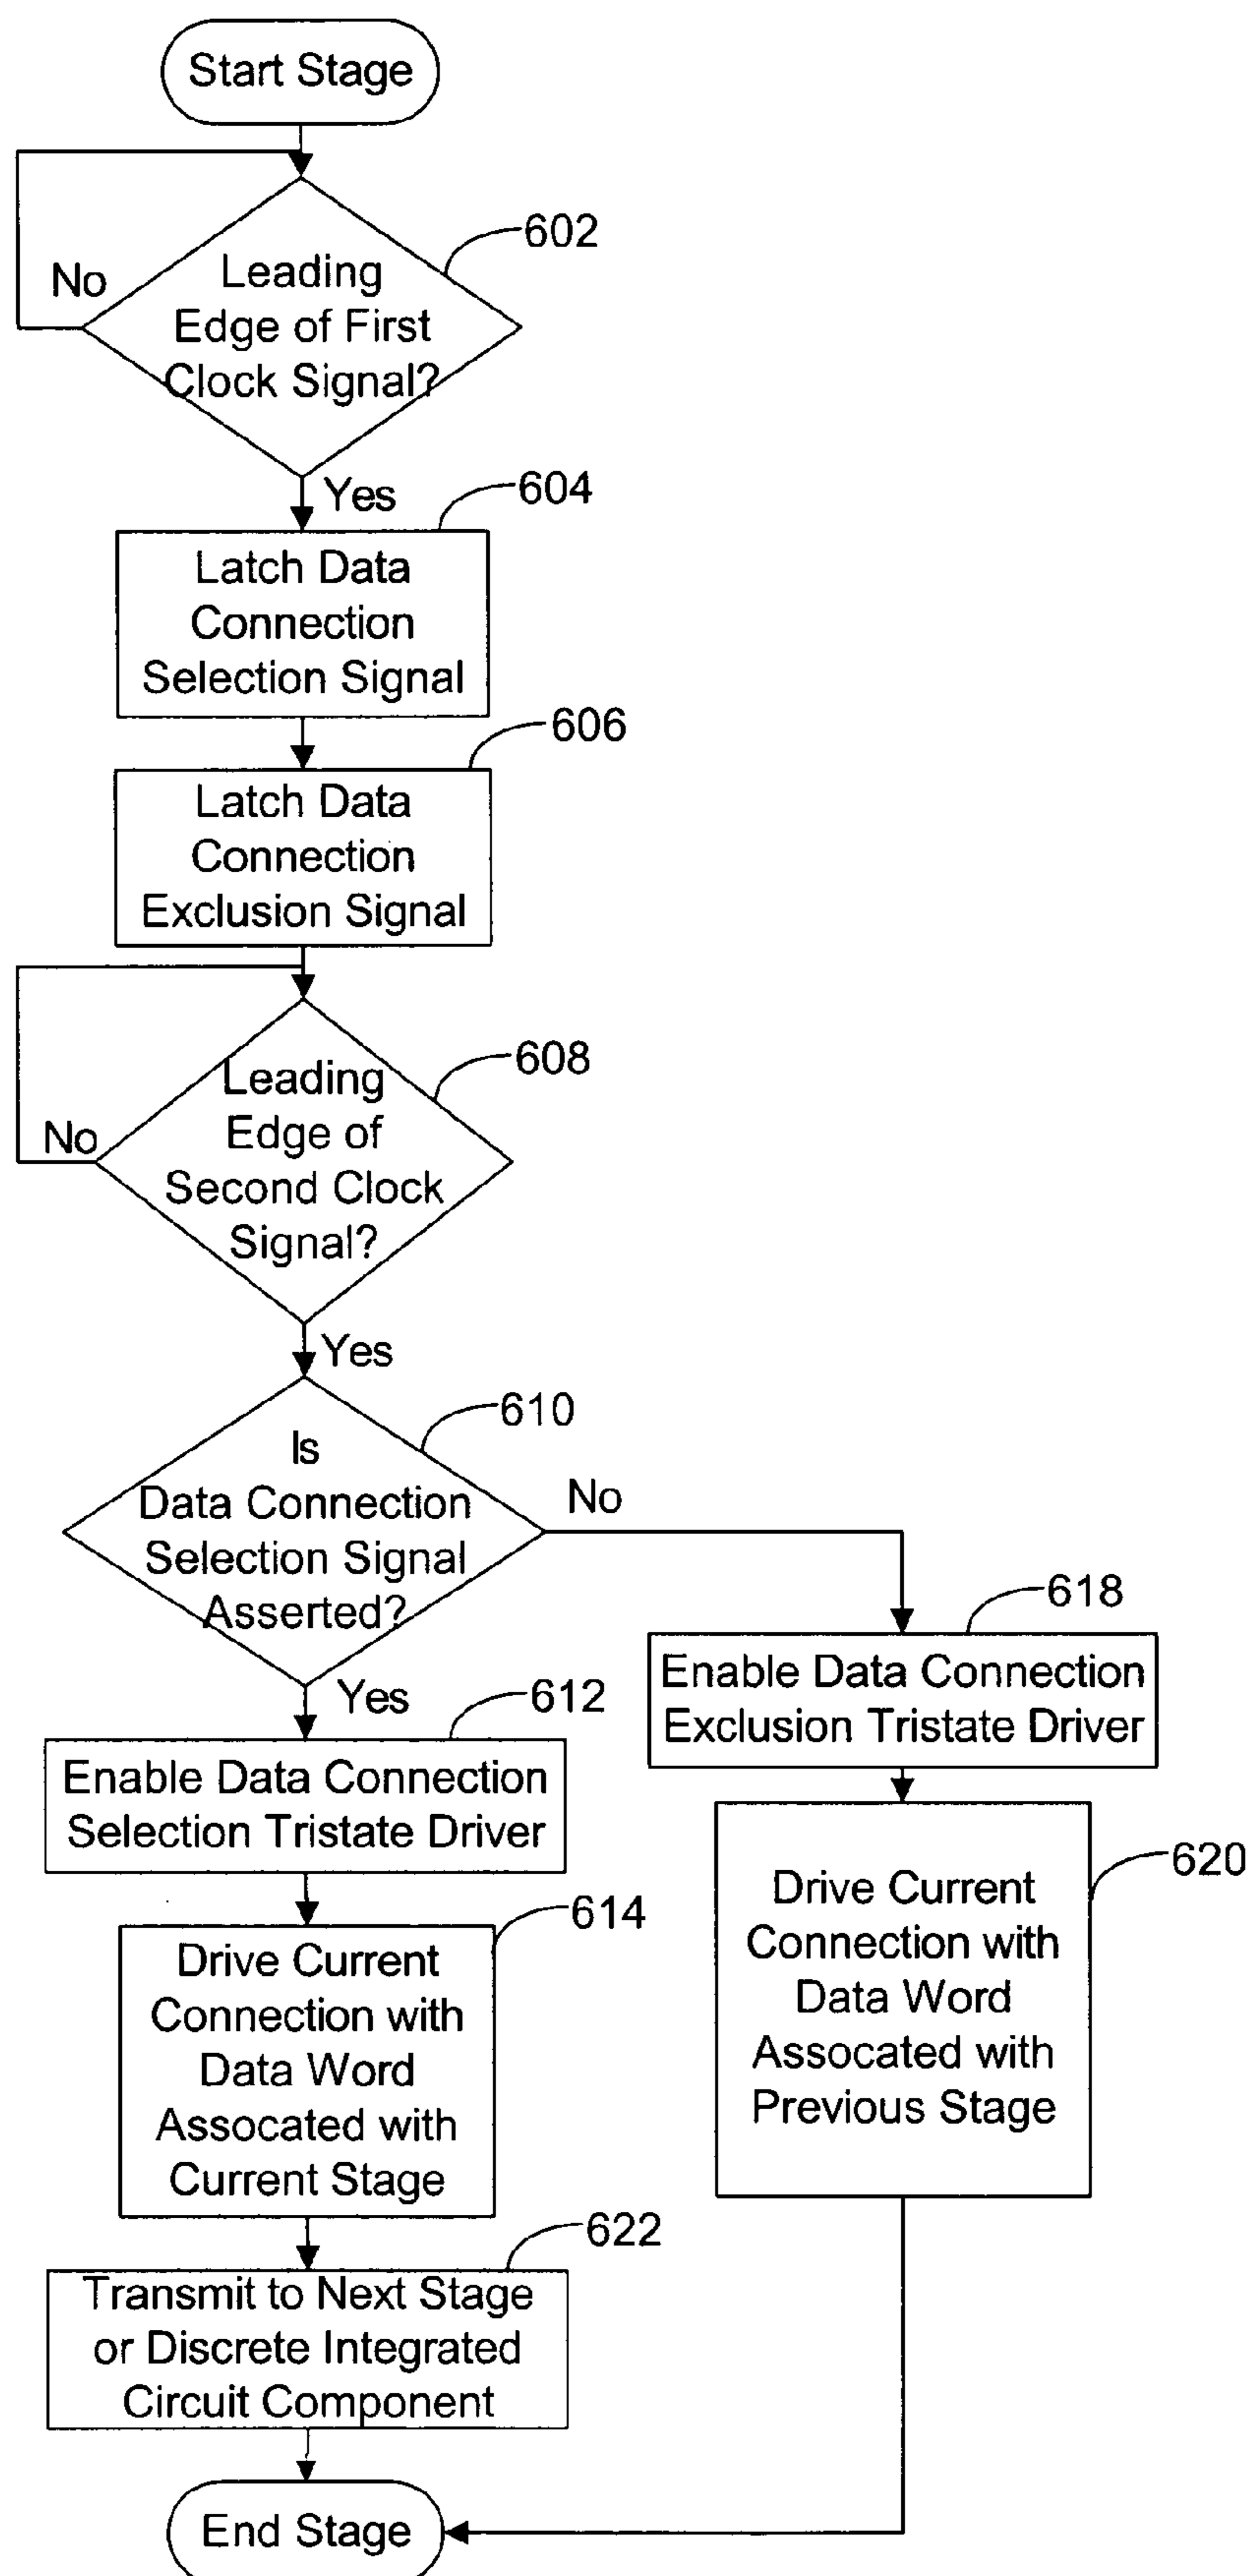 Start Stage
602
No
Leading
Edge of First
Clock Signal?
Yes
604
Latch Data
Connection
Selection Signal
606
Latch Data
Connection
Exclusion Signal
608
No
Leading
Edge of
Second Clock
Signal?
Yes
610
Is
Data Connection
Selection Signal
Asserted?
No
Yes
612
Enable Data Connection
Selection Tristate Driver
614
Drive Current
Connection with
Data Word
Assocated with
Current Stage
622
Transmit to Next Stage
or Discrete Integrated
Circuit Component
618
Enable Data Connection
Exclusion Tristate Driver
620
Drive Current
Connection with
Data Word
Assocated with
Previous Stage
End Stage